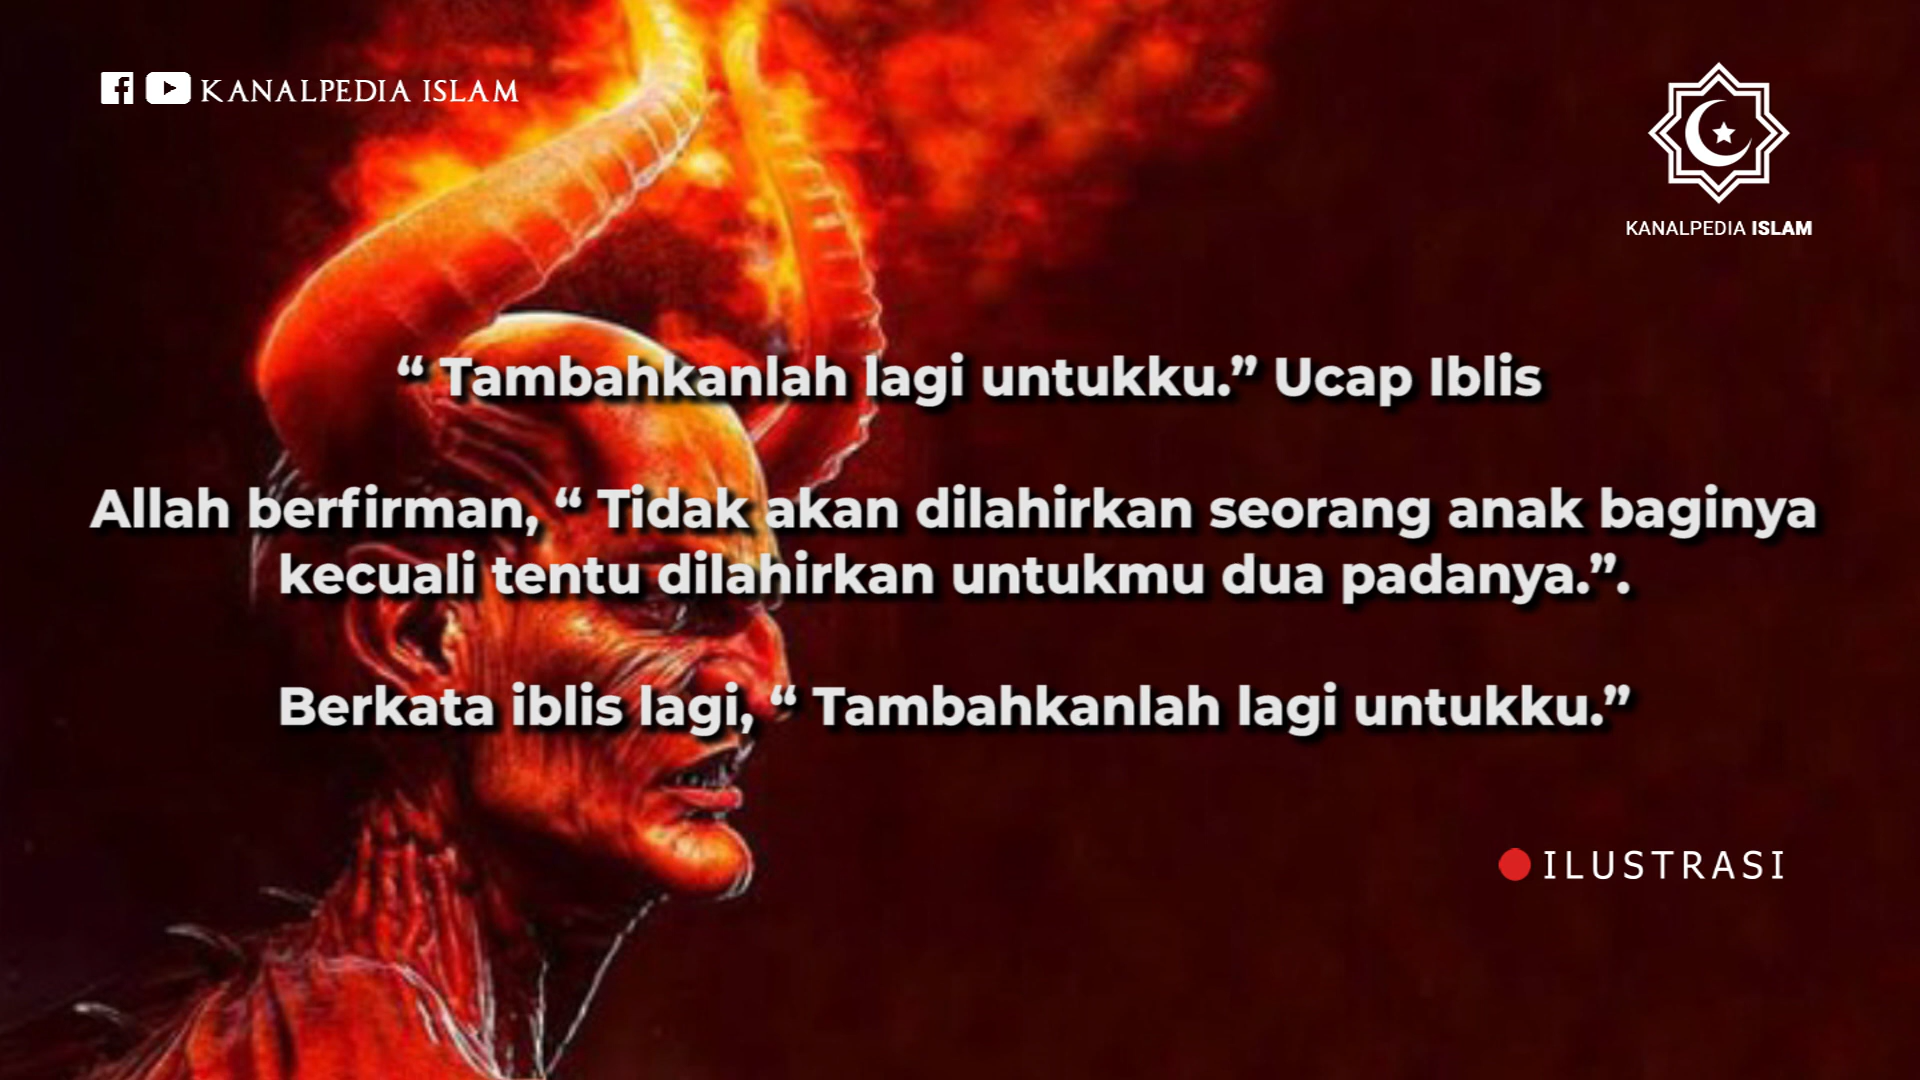 KANALPEDIA ISLAM
KANALPEDIA ISLAM
“ Tambahkanlah lagi untukku.” Ucap Iblis
Allah berfirman, “ Tidak akan dilahirkan seorang anak baginya
kecuali tentu dilahirkan untukmu dua padanya.”.
Berkata iblis lagi, “ Tambahkanlah lagi untukku.”
ILUSTRASI